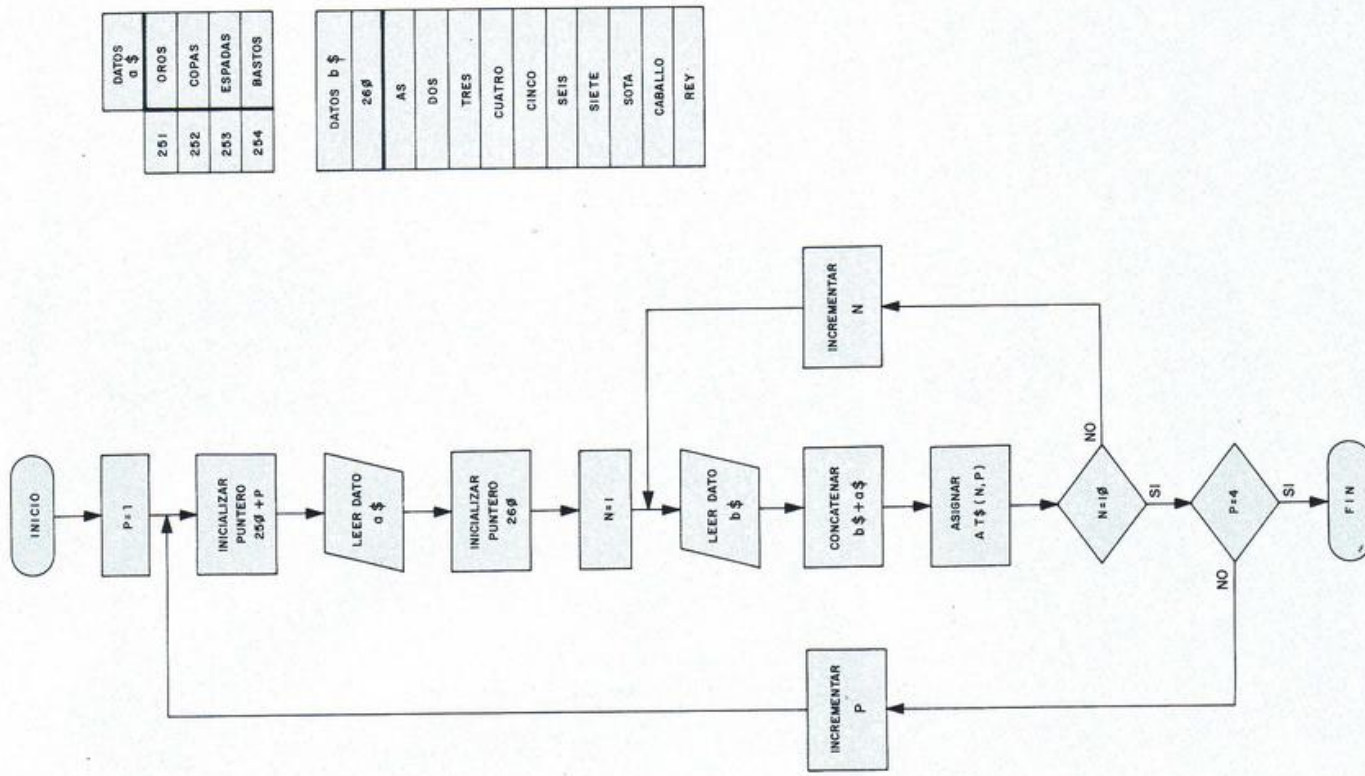 INICIO
P=1
INICIALIZAR
PUNTERO
25Ø+P
LEER DATO
a $
INICIALIZAR
PUNTERO
26Ø
N=1
LEER DATO
b $
CONCATENAR
b$+a$
ASIGNAR
A T$ (N,P)
N=1Ø
NO
SI
P=4
NO
SI
FIN
INCREMENTAR
N
INCREMENTAR
P
DATOS
a $
251 OROS
252 COPAS
253 ESPADAS
254 BASTOS
DATOS b $
26Ø
AS
DOS
TRES
CUATRO
CINCO
SEIS
SIETE
SOTA
CABALLO
REY